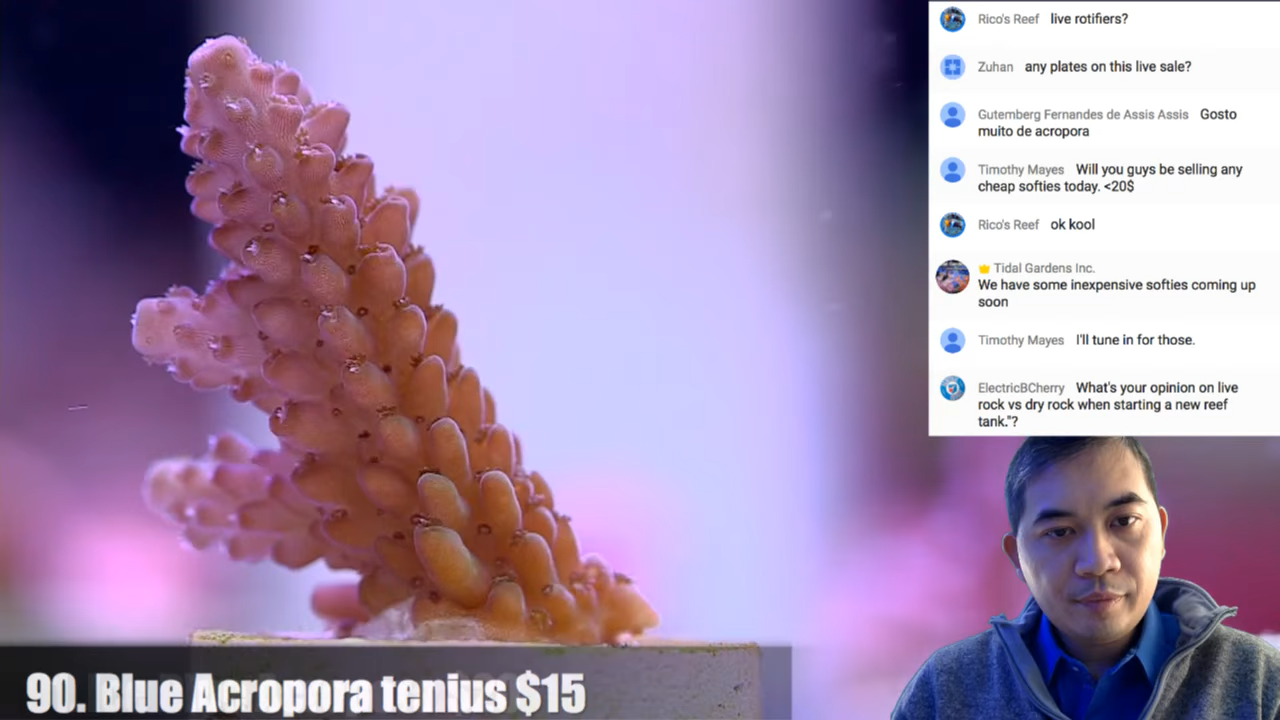 Rico's Reef live rotifiers?
Zuhan any plates on this live sale?
Gutemberg Fernandes de Assis Assis Gosto
muito de acropora
Timothy Mayes Will you guys be selling any
cheap softies today. <20$
Rico's Reef ok kool
Tidal Gardens Inc.
We have some inexpensive softies coming up
soon
Timothy Mayes I'll tune in for those.
ElectricBCherry What's your opinion on live
rock vs dry rock when starting a new reef
tank."?
90. Blue Acropora tenius $15